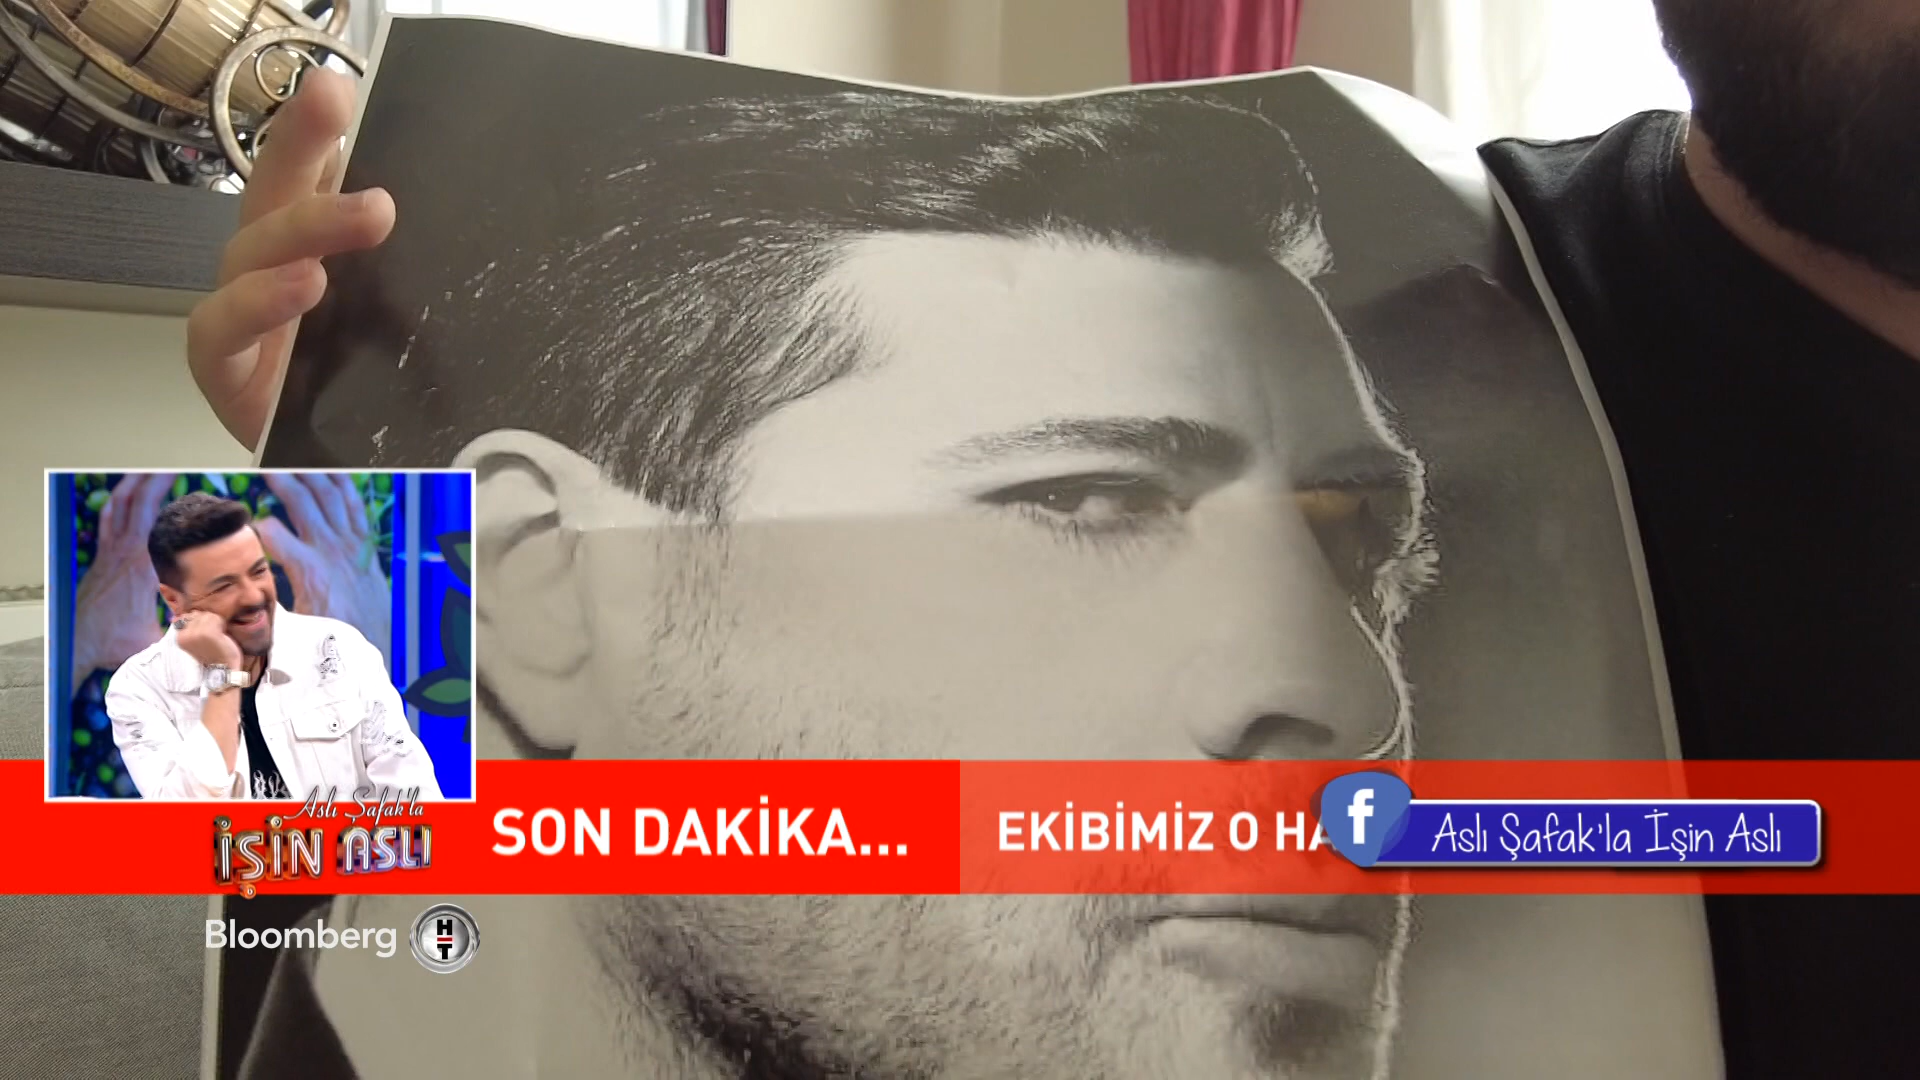 Aslı Şafak'la
İŞİN ASLI
SON DAKİKA...
EKİBİMİZ O HA
Aslı Şafak'la İşin Aslı
Bloomberg HT